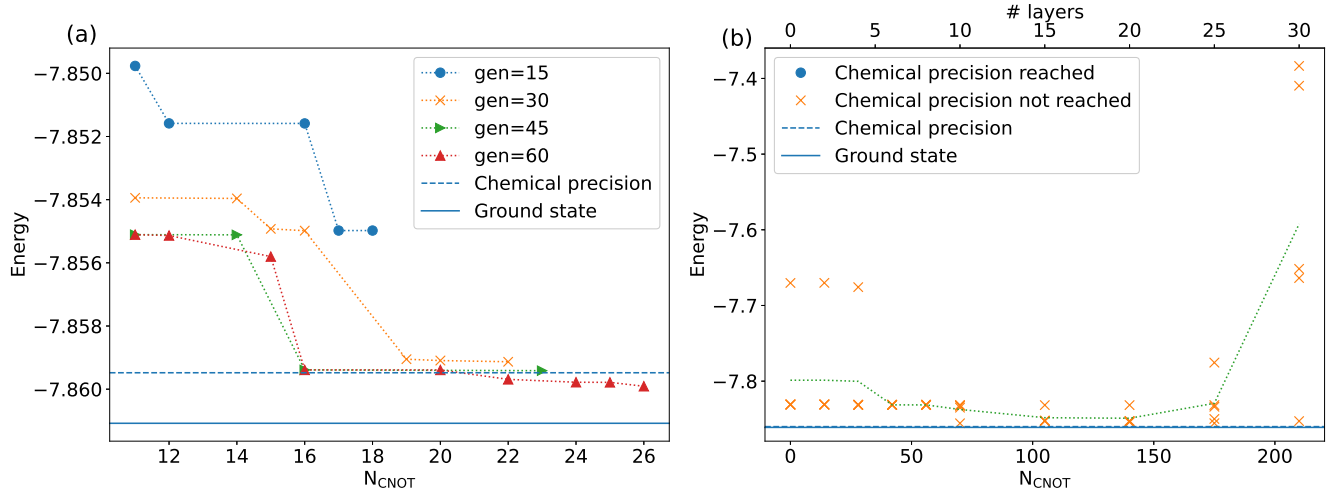 (a)
−7.850
−7.852
−7.854
−7.856
−7.858
−7.860
Energy
gen=15
gen=30
gen=45
gen=60
Chemical precision
Ground state
12 14 16 18 20 22 24 26
N_CNOT
(b)
# layers
0 5 10 15 20 25 30
−7.4
−7.5
−7.6
−7.7
−7.8
Energy
Chemical precision reached
Chemical precision not reached
Chemical precision
Ground state
0 50 100 150 200
N_CNOT